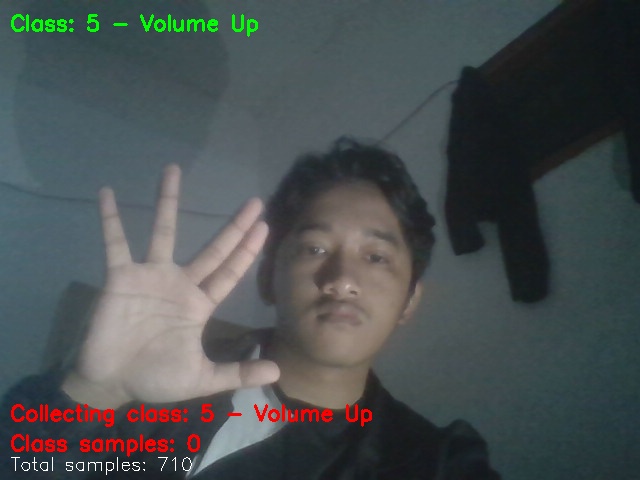 Class: 5 - Volume Up
Collecting class: 5 - Volume Up
Class samples: 0
Total samples: 710